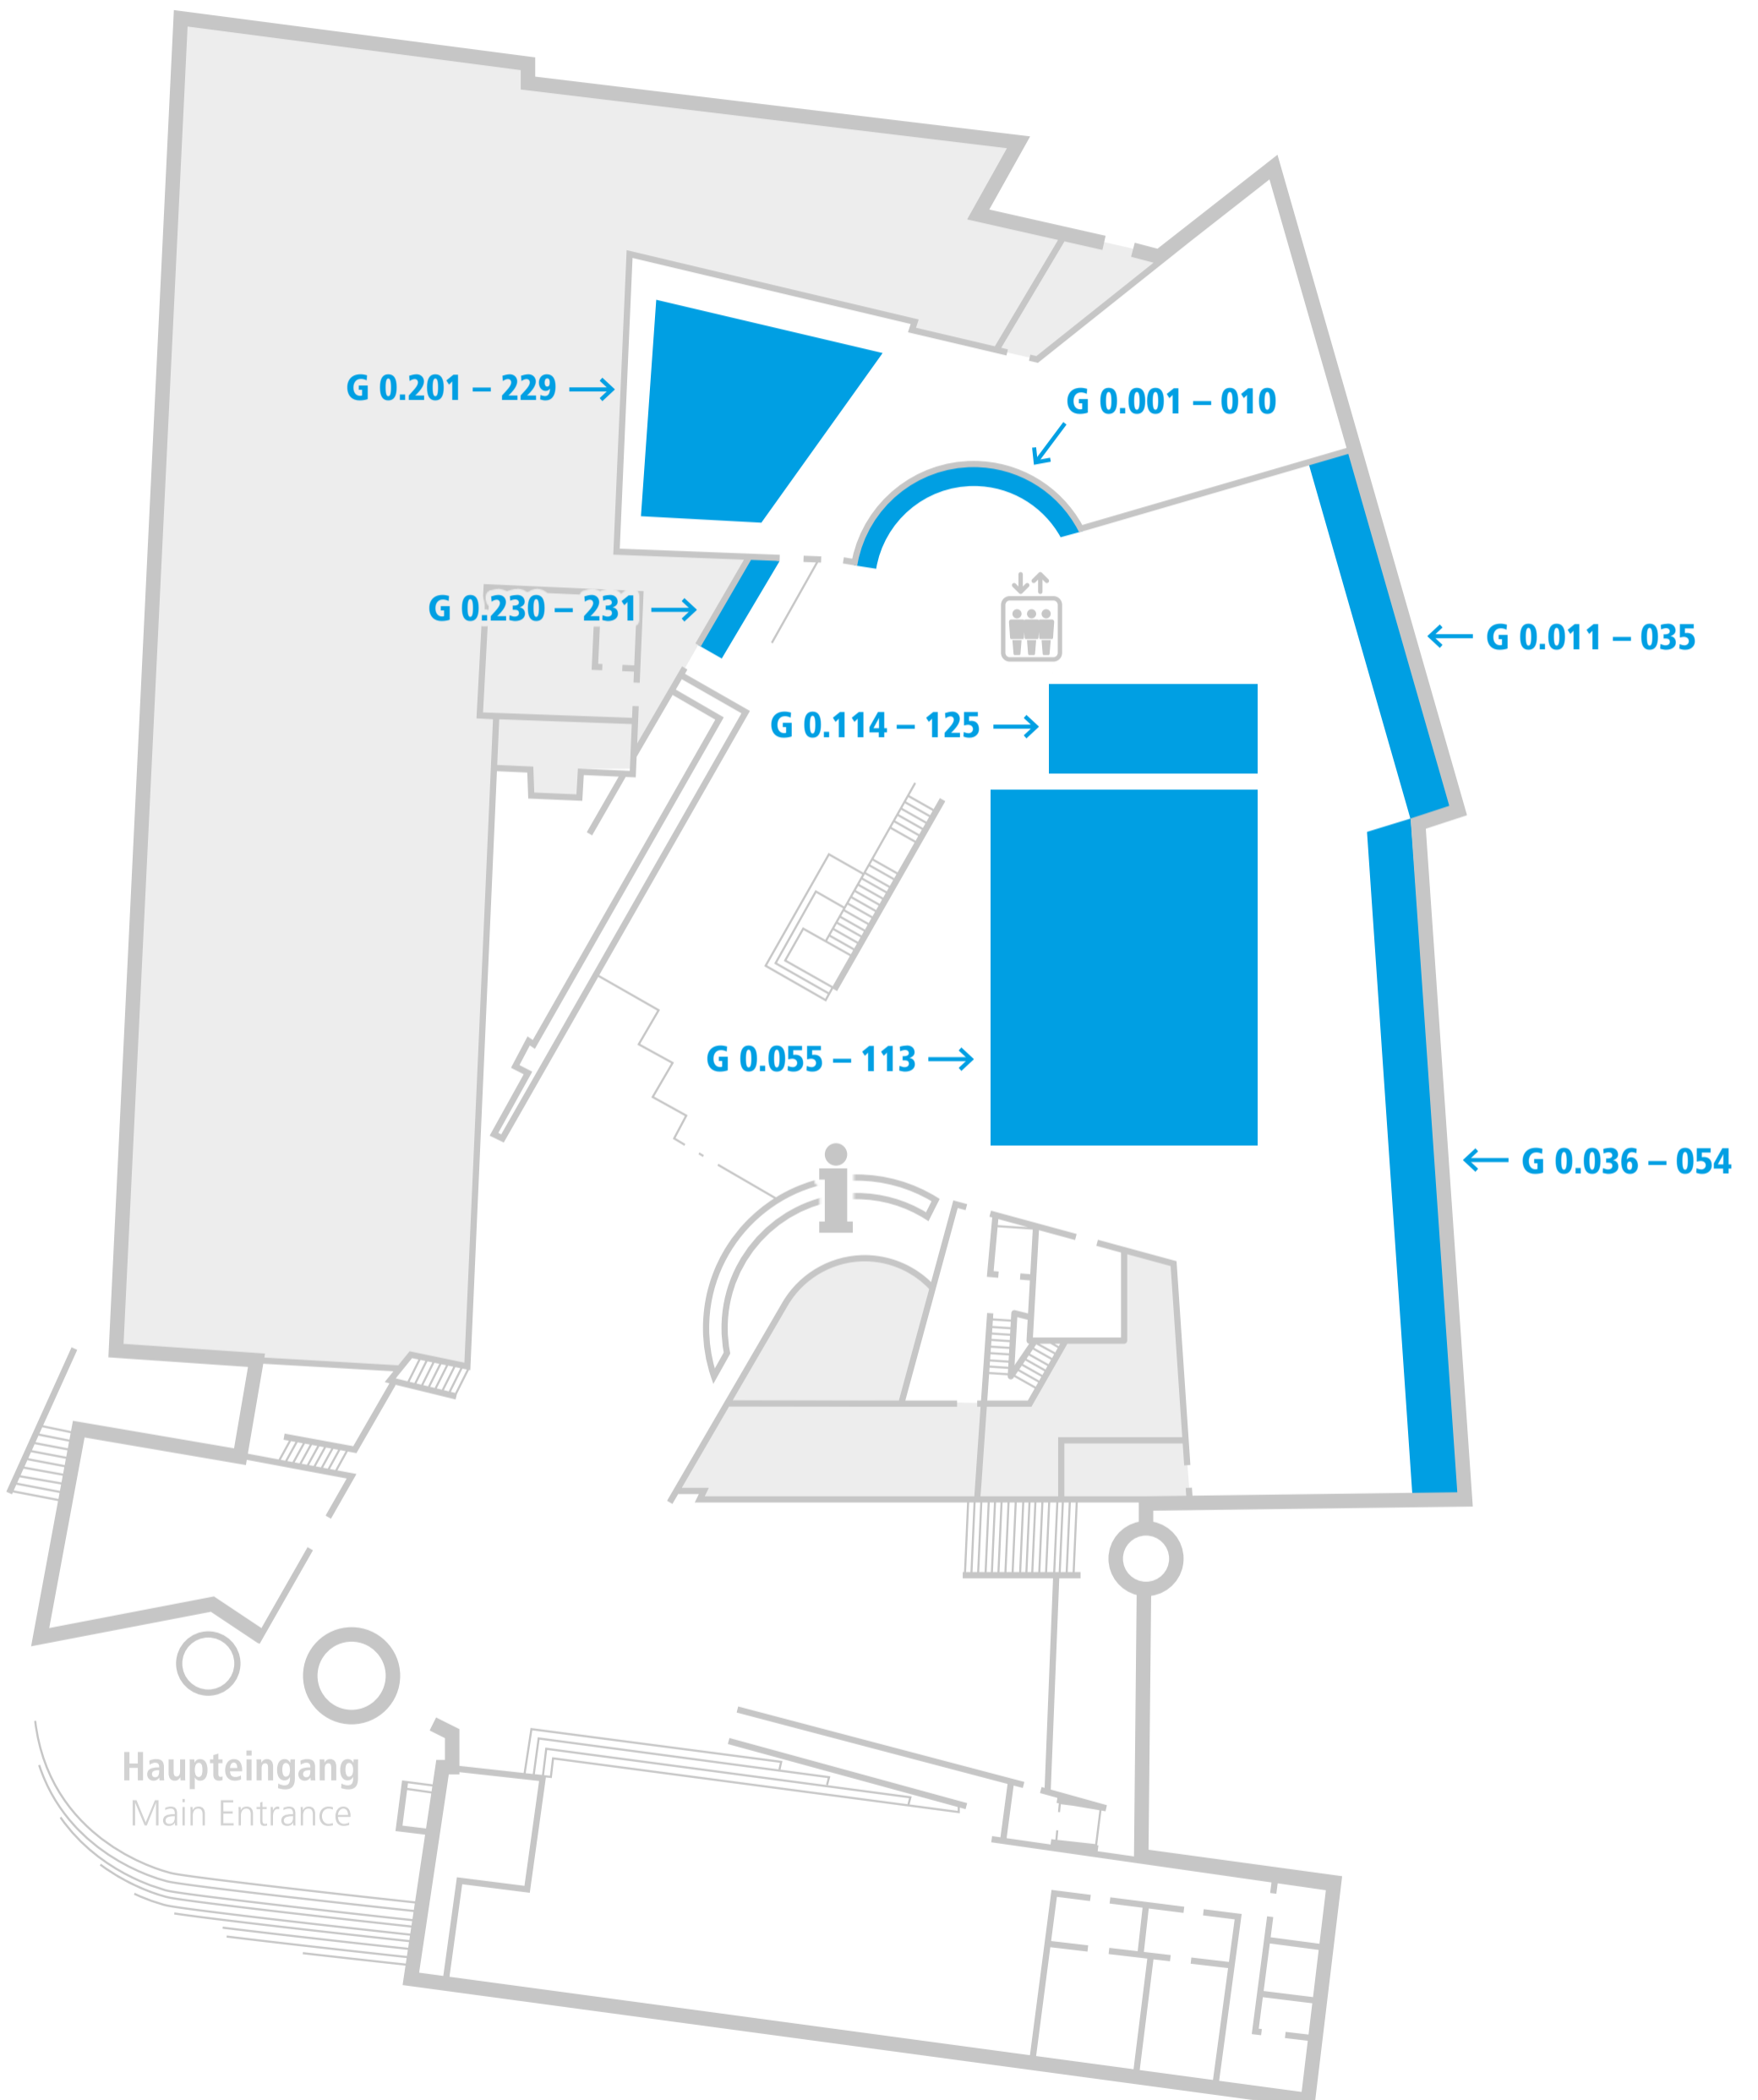 G 0.201 – 229
G 0.001 – 010
G 0.230 – 231
G 0.011 – 035
G 0.114 – 125
G 0.055 – 113
G 0.036 – 054
Haupteingang
Main Entrance